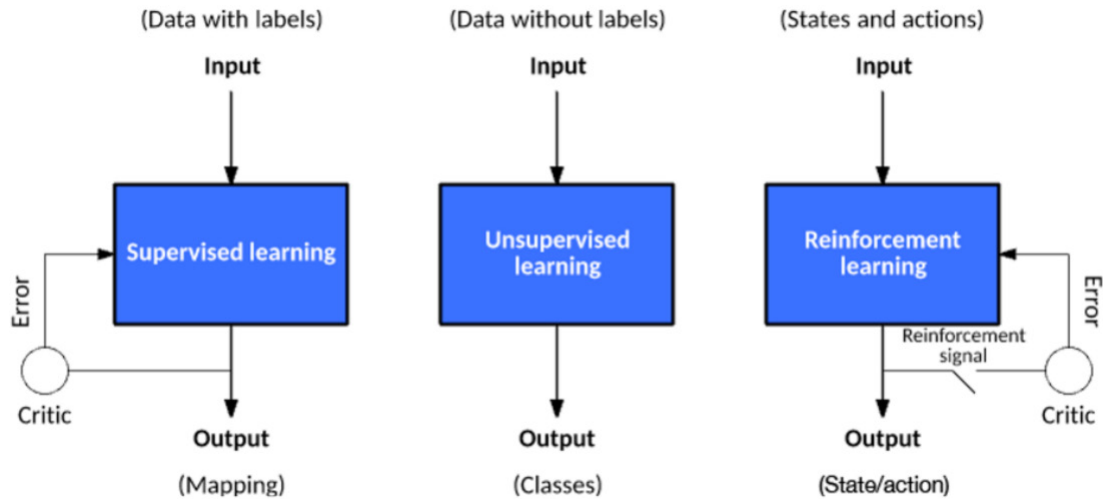 (Data with labels)
Input
Supervised learning
Error
Critic
Output
(Mapping)
(Data without labels)
Input
Unsupervised
learning
Output
(Classes)
(States and actions)
Input
Reinforcement
learning
Error
Reinforcement
signal
Critic
Output
(State/action)